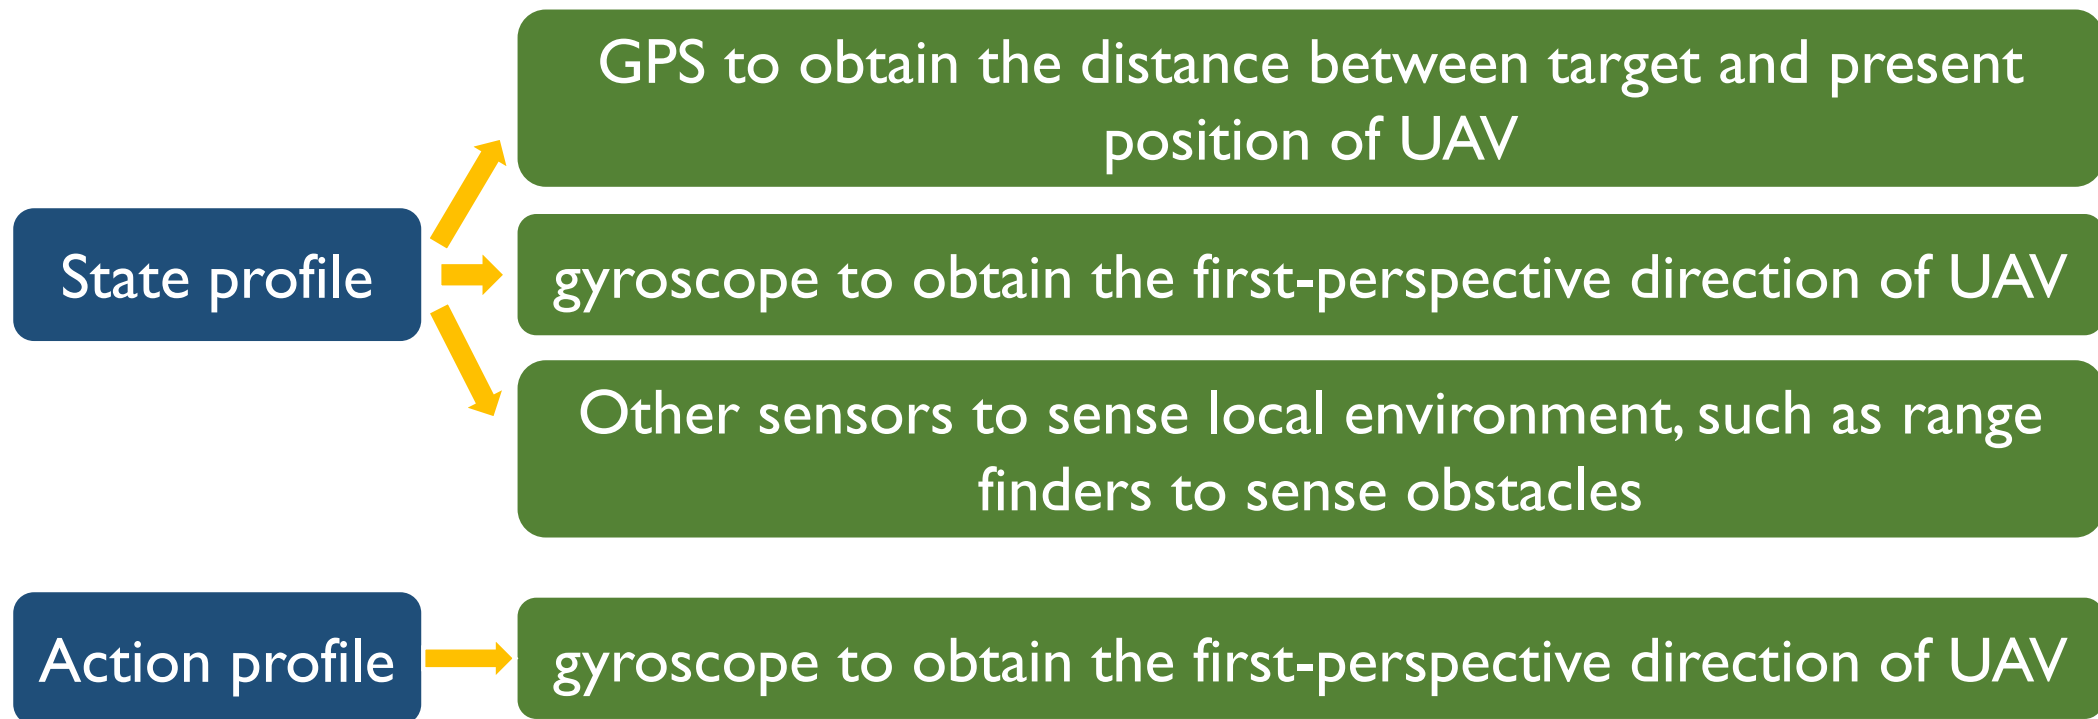 GPS to obtain the distance between target and present
position of UAV
State profile
gyroscope to obtain the first-perspective direction of UAV
Other sensors to sense local environment, such as range
finders to sense obstacles
Action profile
gyroscope to obtain the first-perspective direction of UAV